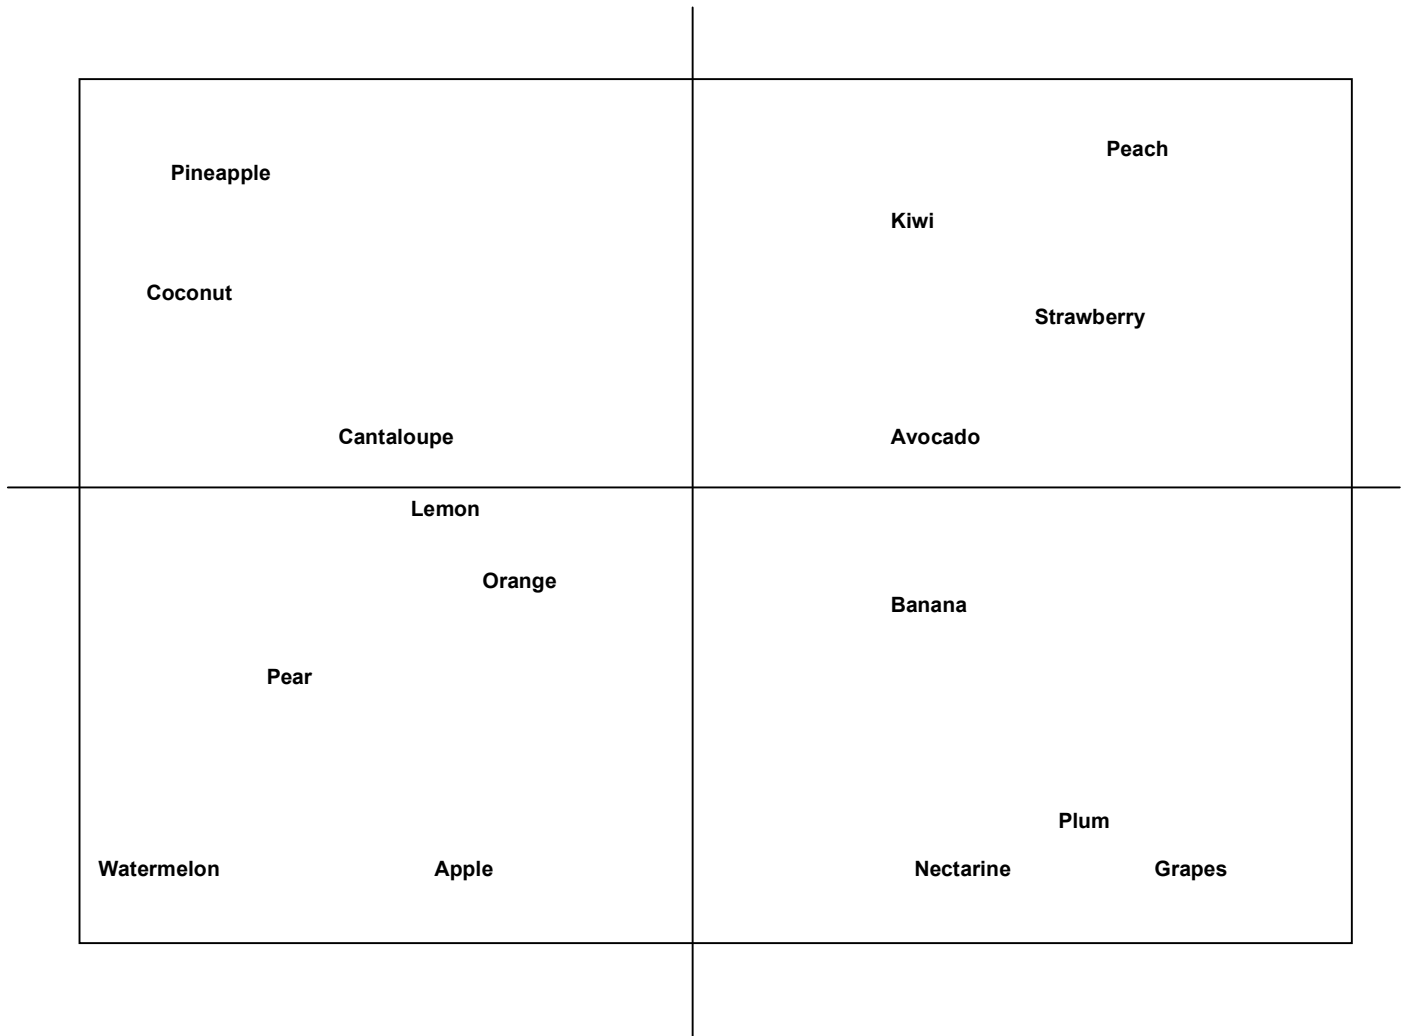 Peach
Pineapple
Kiwi
Coconut
Strawberry
Cantaloupe
Avocado
Lemon
Orange
Banana
Pear
Plum
Watermelon
Apple
Nectarine
Grapes